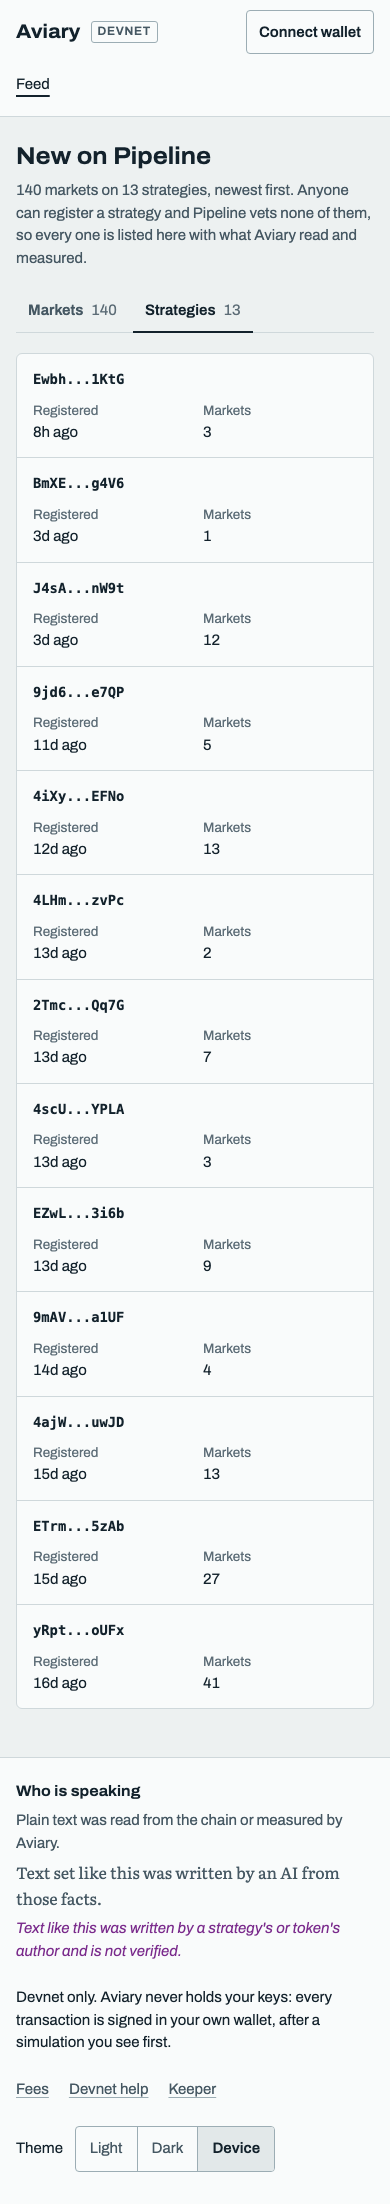 Aviary DEVNET Connect wallet
Feed
New on Pipeline
140 markets on 13 strategies, newest first. Anyone
can register a strategy and Pipeline vets none of them,
so every one is listed here with what Aviary read and
measured.
Markets 140 Strategies 13
Ewbh...1KtG
Registered Markets
8h ago 3
BmXE...g4V6
Registered Markets
3d ago 1
J4sA...nW9t
Registered Markets
3d ago 12
9jd6...e7QP
Registered Markets
11d ago 5
4iXy...EFNo
Registered Markets
12d ago 13
4LHm...zvPc
Registered Markets
13d ago 2
2Tmc...Qq7G
Registered Markets
13d ago 7
4scU...YPLA
Registered Markets
13d ago 3
EZwL...3i6b
Registered Markets
13d ago 9
9mAV...a1UF
Registered Markets
14d ago 4
4ajW...uwJD
Registered Markets
15d ago 13
ETrm...5zAb
Registered Markets
15d ago 27
yRpt...oUFx
Registered Markets
16d ago 41
Who is speaking
Plain text was read from the chain or measured by
Aviary.
Text set like this was written by an AI from
those facts.
Text like this was written by a strategy's or token's
author and is not verified.
Devnet only. Aviary never holds your keys: every
transaction is signed in your own wallet, after a
simulation you see first.
Fees Devnet help Keeper
Theme Light Dark Device